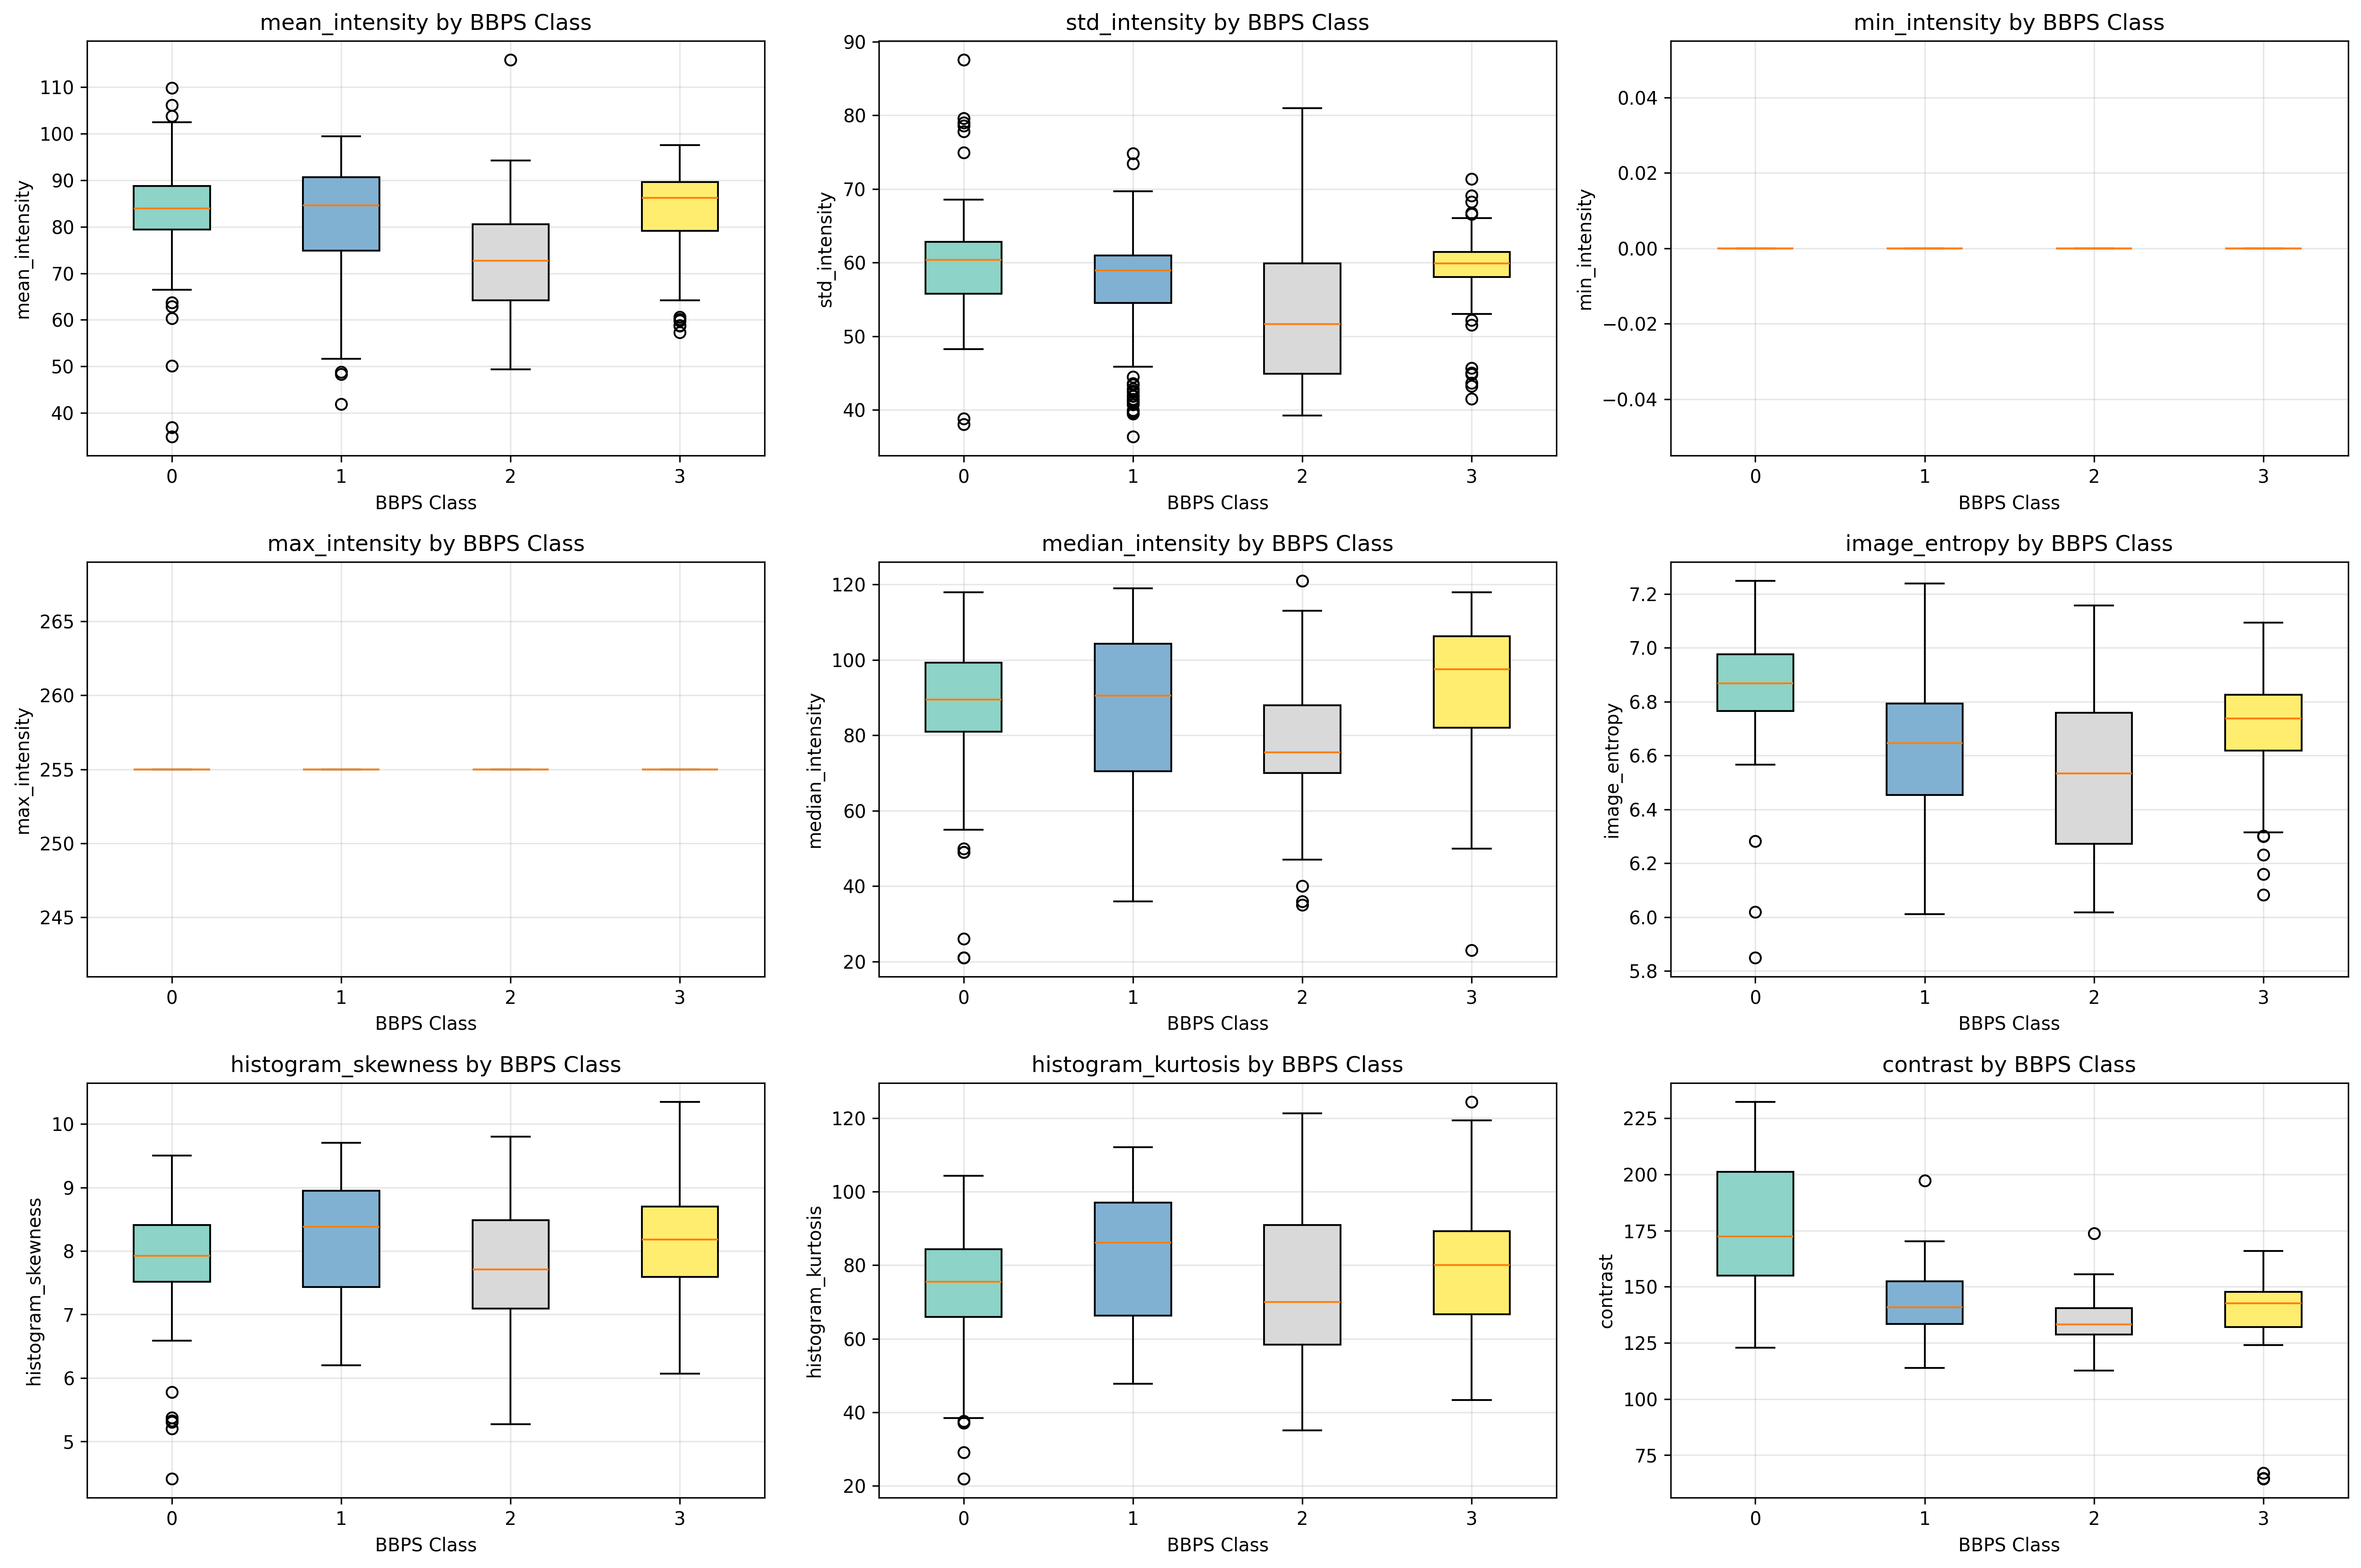 mean_intensity by BBPS Class
mean_intensity
110
100
90
80
70
60
50
40
0 1 2 3
BBPS Class
std_intensity by BBPS Class
std_intensity
90
80
70
60
50
40
0 1 2 3
BBPS Class
min_intensity by BBPS Class
min_intensity
0.04
0.02
0.00
−0.02
−0.04
0 1 2 3
BBPS Class
max_intensity by BBPS Class
max_intensity
265
260
255
250
245
0 1 2 3
BBPS Class
median_intensity by BBPS Class
median_intensity
120
100
80
60
40
20
0 1 2 3
BBPS Class
image_entropy by BBPS Class
image_entropy
7.2
7.0
6.8
6.6
6.4
6.2
6.0
5.8
0 1 2 3
BBPS Class
histogram_skewness by BBPS Class
histogram_skewness
10
9
8
7
6
5
0 1 2 3
BBPS Class
histogram_kurtosis by BBPS Class
histogram_kurtosis
120
100
80
60
40
20
0 1 2 3
BBPS Class
contrast by BBPS Class
contrast
225
200
175
150
125
100
75
0 1 2 3
BBPS Class